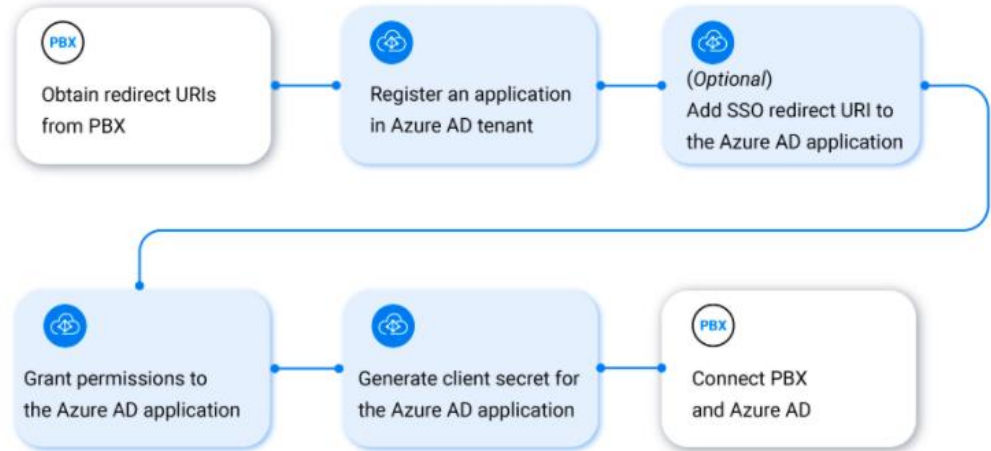 PBX
Obtain redirect URIs
from PBX
Register an application
in Azure AD tenant
(Optional)
Add SSO redirect URI to
the Azure AD application
Grant permissions to
the Azure AD application
Generate client secret for
the Azure AD application
PBX
Connect PBX
and Azure AD